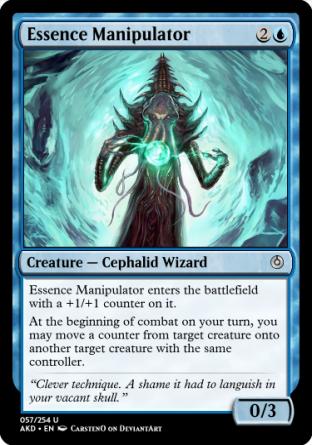 Essence Manipulator 2
Creature — Cephalid Wizard
Essence Manipulator enters the battlefield
with a +1/+1 counter on it.
At the beginning of combat on your turn, you
may move a counter from target creature onto
another target creature with the same
controller.
“Clever technique. A shame it had to languish in
your vacant skull.”
0/3
057/254 U
AKD • EN CarstenO on DeviantArt